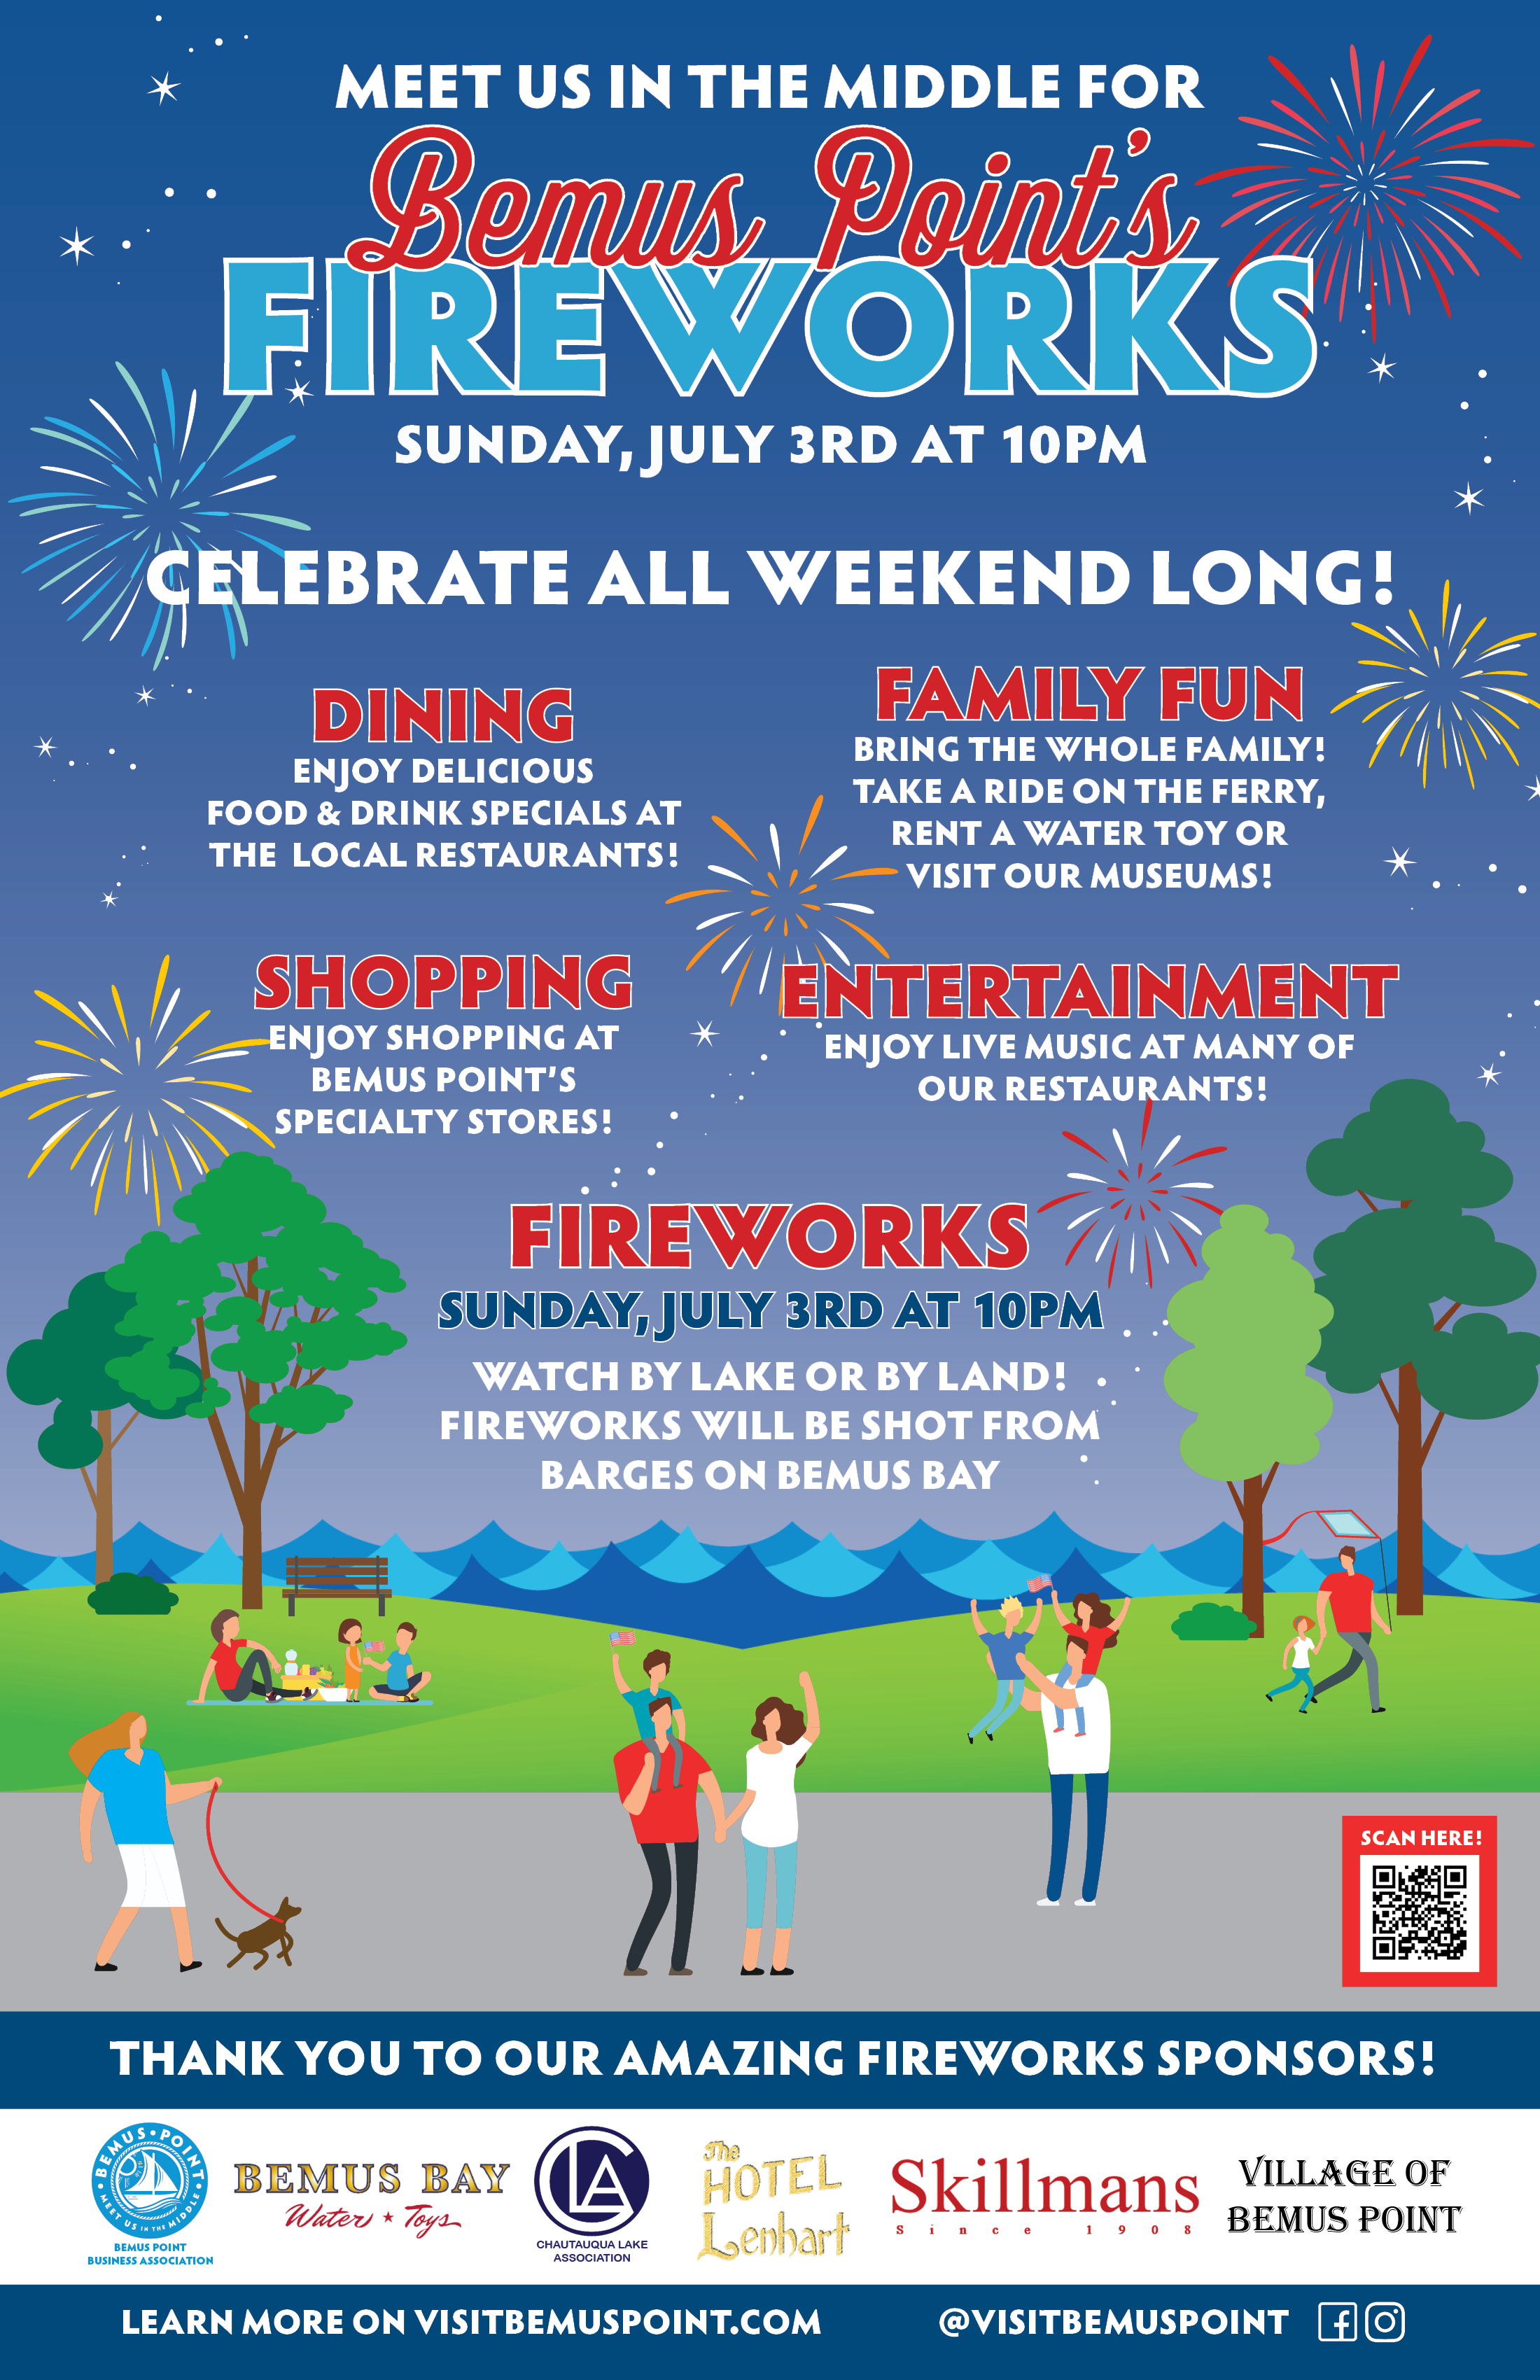 MEET US IN THE MIDDLE FOR
Bemus Point's
FIREWORKS
SUNDAY, JULY 3RD AT 10PM
CELEBRATE ALL WEEKEND LONG!
DINING
ENJOY DELICIOUS
FOOD & DRINK SPECIALS AT
THE LOCAL RESTAURANTS!
FAMILY FUN
BRING THE WHOLE FAMILY!
TAKE A RIDE ON THE FERRY,
RENT A WATER TOY OR
VISIT OUR MUSEUMS!
SHOPPING
ENJOY SHOPPING AT
BEMUS POINT'S
SPECIALTY STORES!
ENTERTAINMENT
ENJOY LIVE MUSIC AT MANY OF
OUR RESTAURANTS!
FIREWORKS
SUNDAY, JULY 3RD AT 10PM
WATCH BY LAKE OR BY LAND!
FIREWORKS WILL BE SHOT FROM
BARGES ON BEMUS BAY
SCAN HERE!
THANK YOU TO OUR AMAZING FIREWORKS SPONSORS!
BEMUS • POINT
MEET US IN THE MIDDLE
BEMUS POINT
BUSINESS ASSOCIATION
BEMUS BAY
Water ★ Toys
CLA
CHAUTAUQUA LAKE
ASSOCIATION
The
HOTEL
Lenhart
Skillmans
Since 1908
VILLAGE OF
BEMUS POINT
LEARN MORE ON VISITBEMUSPOINT.COM
@VISITBEMUSPOINT